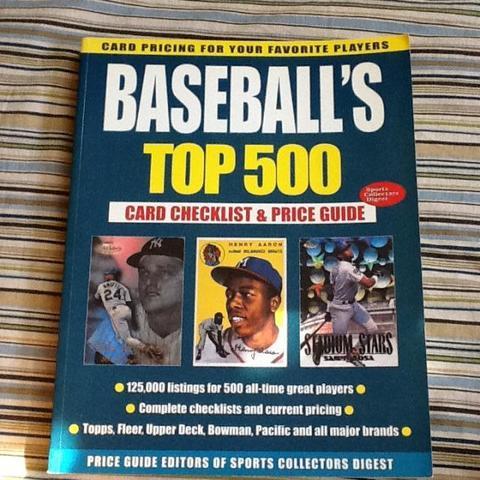 CARD PRICING FOR YOUR FAVORITE PLAYERS
BASEBALL'S
TOP 500
Sports
Collectors
Digest
CARD CHECKLIST & PRICE GUIDE
24
HENRY AARON
STADIUM STARS
SAMMY SOSA
125,000 listings for 500 all-time great players
Complete checklists and current pricing
Topps, Fleer, Upper Deck, Bowman, Pacific and all major brands
PRICE GUIDE EDITORS OF SPORTS COLLECTORS DIGEST